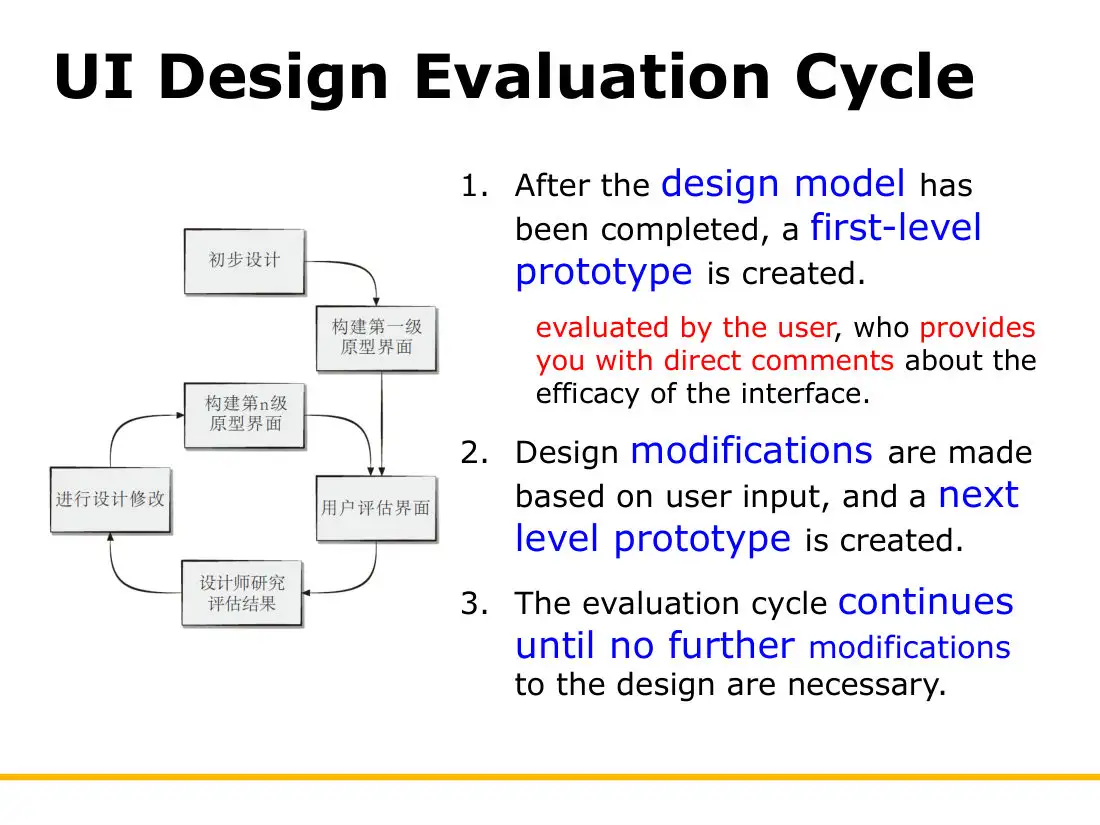 UI Design Evaluation Cycle
初步设计
构建第一级
原型界面
构建第n级
原型界面
进行设计修改
用户评估界面
设计师研究
评估结果
1. After the design model has
been completed, a first-level
prototype is created.
evaluated by the user, who provides
you with direct comments about the
efficacy of the interface.
2. Design modifications are made
based on user input, and a next
level prototype is created.
3. The evaluation cycle continues
until no further modifications
to the design are necessary.